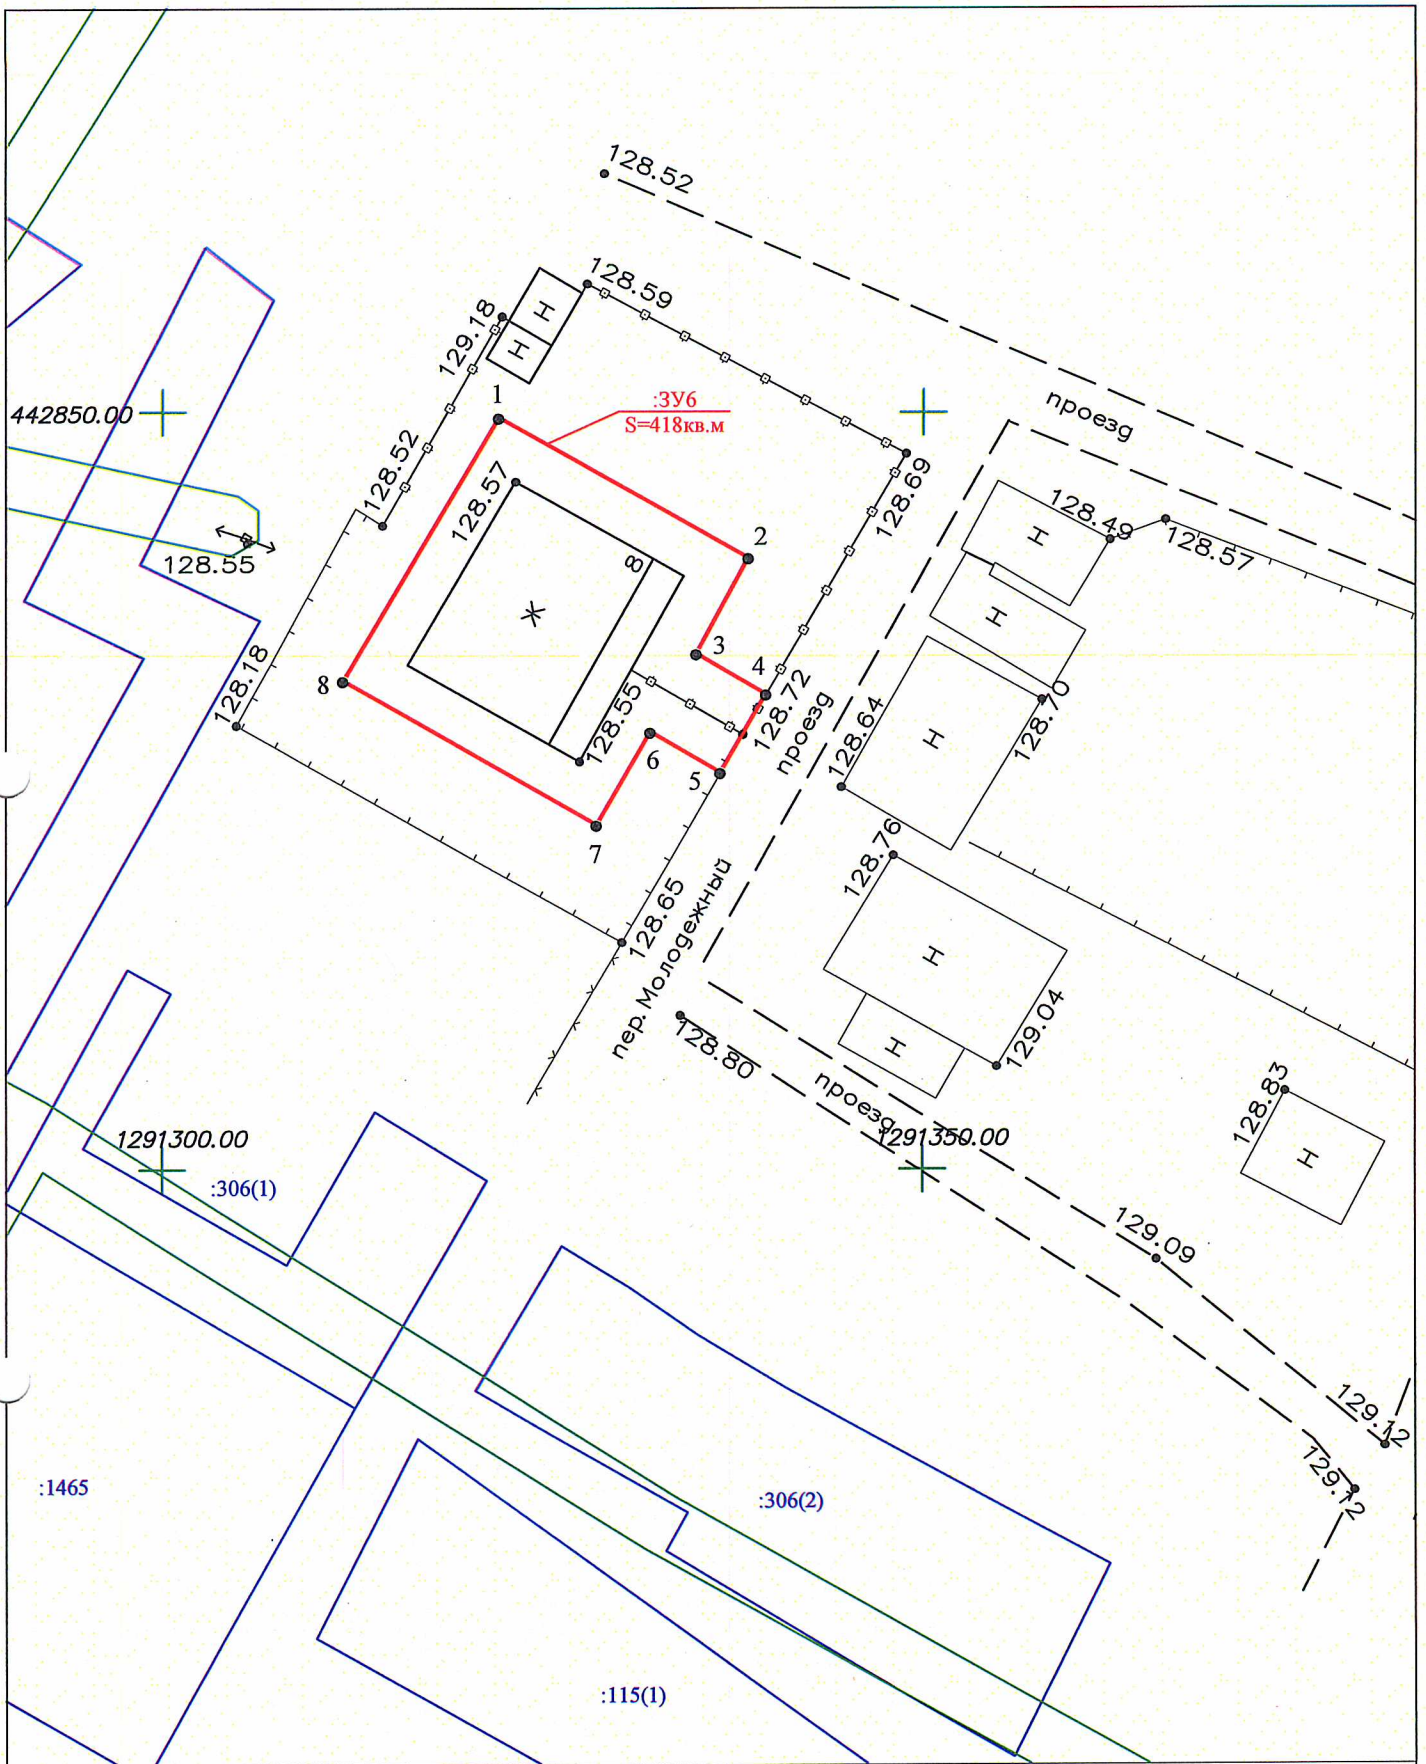 128.52
128.59
129.18
Н
Н
1
:ЗУ6
S=418кв.м
442850.00
проезд
128.52
128.57
128.69
128.49
128.57
Н
128.55
2
8
Ж
Н
3
4
128.18
8
128.55
128.72
проезд
128.64
128.70
Н
6
5
7
128.76
128.65
пер. Молодежный
Н
129.04
Н
128.80
проезд
128.83
Н
1291300.00
1291350.00
:306(1)
129.09
129.12
129.12
:1465
:306(2)
:115(1)